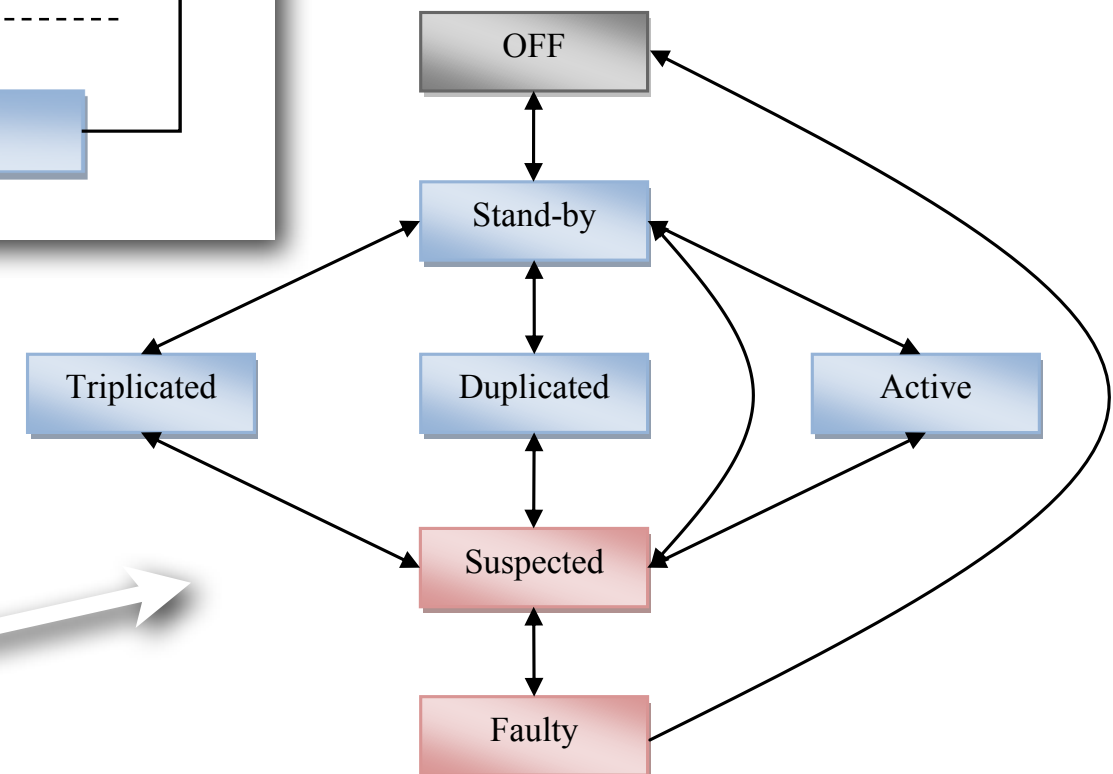 OFF
Stand-by
Triplicated
Duplicated
Active
Suspected
Faulty